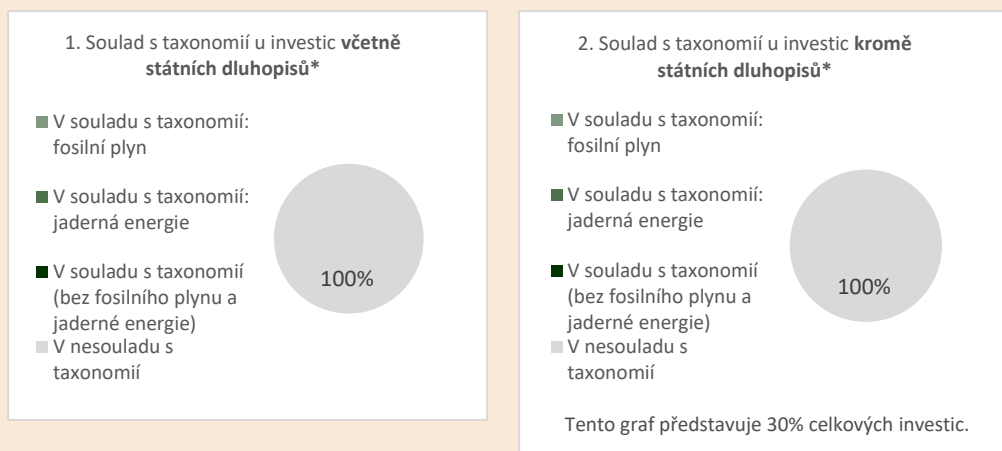 1. Soulad s taxonomií u investic včetně
státních dluhopisů*
V souladu s taxonomií:
fosilní plyn
V souladu s taxonomií:
jaderná energie
V souladu s taxonomií
(bez fosilního plynu a
jaderné energie)
V nesouladu s
taxonomií
100%
2. Soulad s taxonomií u investic kromě
státních dluhopisů*
V souladu s taxonomií:
fosilní plyn
V souladu s taxonomií:
jaderná energie
V souladu s taxonomií
(bez fosilního plynu a
jaderné energie)
V nesouladu s
taxonomií
100%
Tento graf představuje 30% celkových investic.